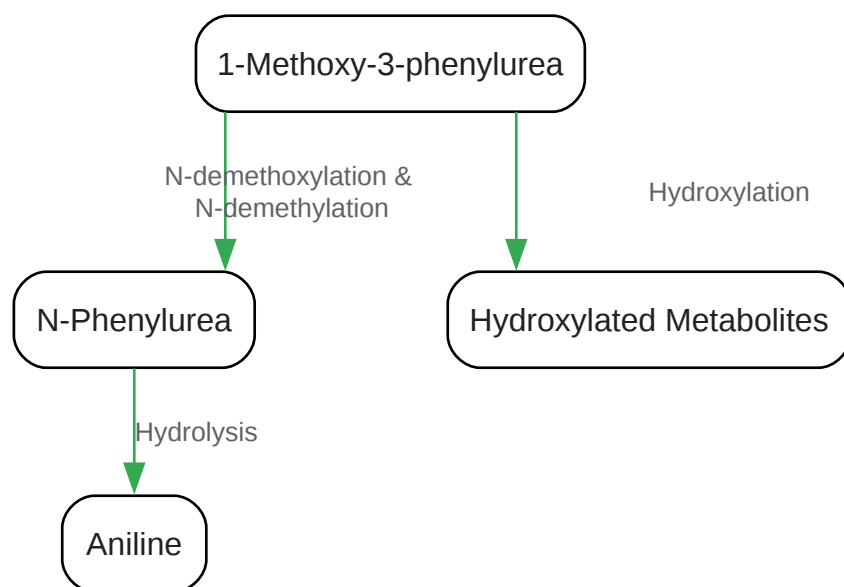 1-Methoxy-3-phenylurea
N-demethoxylation &
N-demethylation
Hydroxylation
N-Phenylurea
Hydroxylated Metabolites
Hydrolysis
Aniline